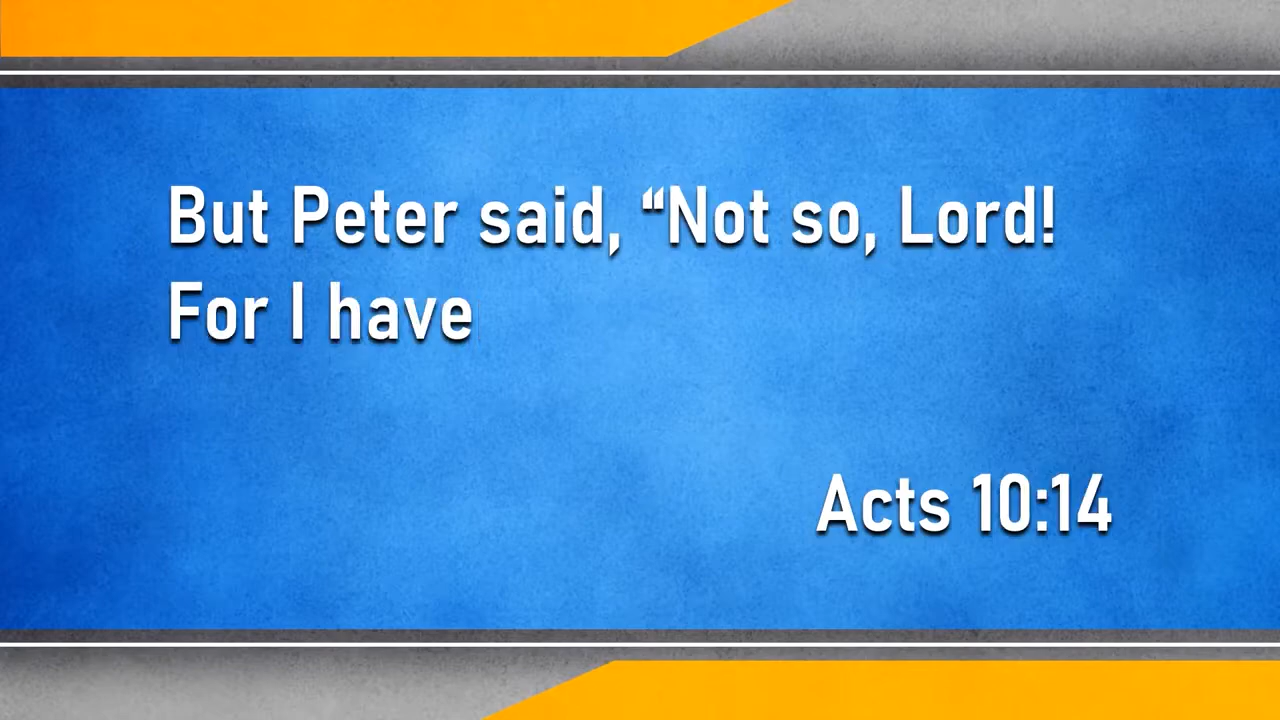 But Peter said, “Not so, Lord!
For I have
Acts 10:14